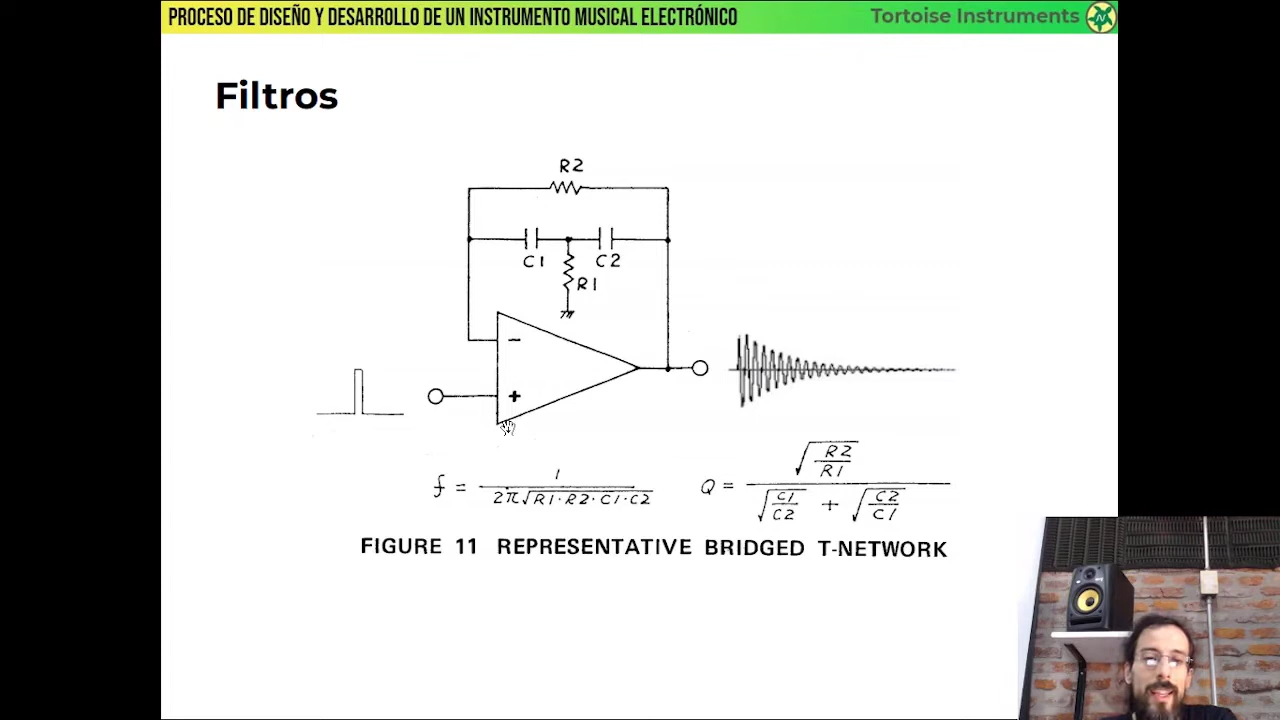 PROCESO DE DISEÑO Y DESARROLLO DE UN INSTRUMENTO MUSICAL ELECTRÓNICO
Tortoise Instruments
Filtros
R2
C1 C2
R1
−
+
f = 1 / 2π√R1·R2·C1·C2
Q = √R2/R1 / √C1/C2 + √C2/C1
FIGURE 11 REPRESENTATIVE BRIDGED T-NETWORK